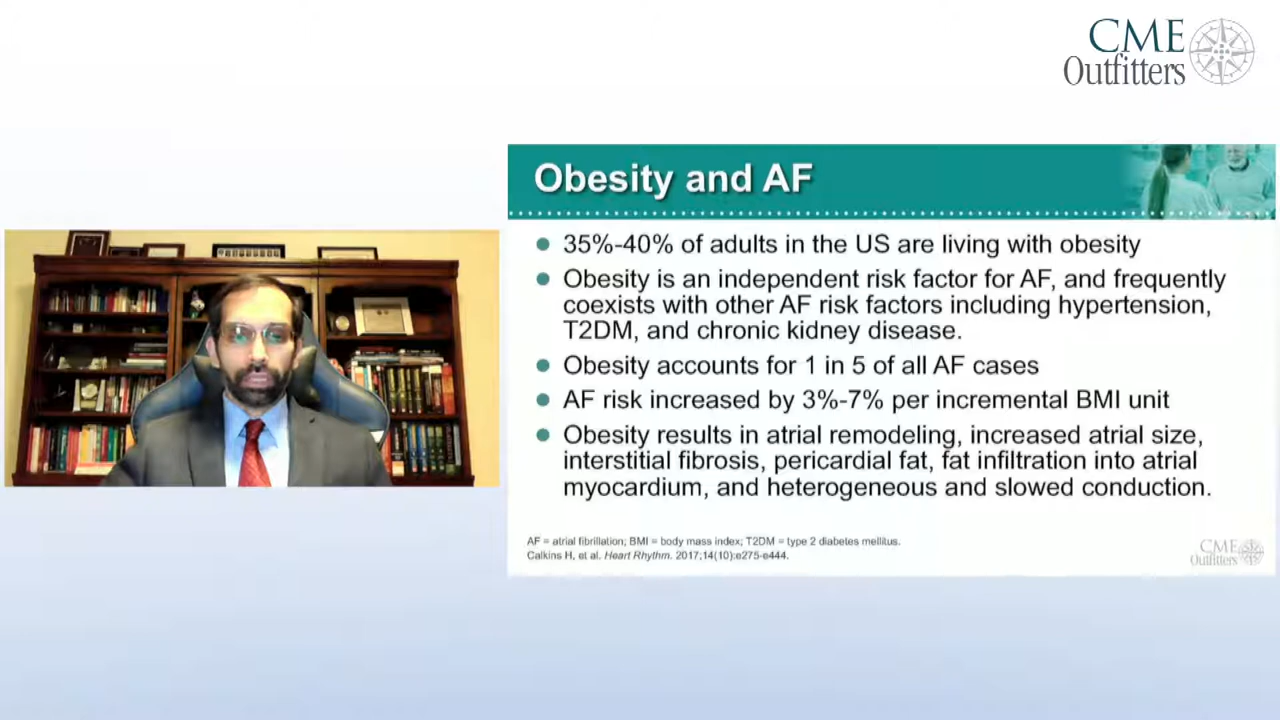 CME
Outfitters
Obesity and AF
35%-40% of adults in the US are living with obesity
Obesity is an independent risk factor for AF, and frequently
coexists with other AF risk factors including hypertension,
T2DM, and chronic kidney disease.
Obesity accounts for 1 in 5 of all AF cases
AF risk increased by 3%-7% per incremental BMI unit
Obesity results in atrial remodeling, increased atrial size,
interstitial fibrosis, pericardial fat, fat infiltration into atrial
myocardium, and heterogeneous and slowed conduction.
AF = atrial fibrillation; BMI = body mass index; T2DM = type 2 diabetes mellitus.
Calkins H, et al. Heart Rhythm. 2017;14(10):e275-e444.
CME
Outfitters